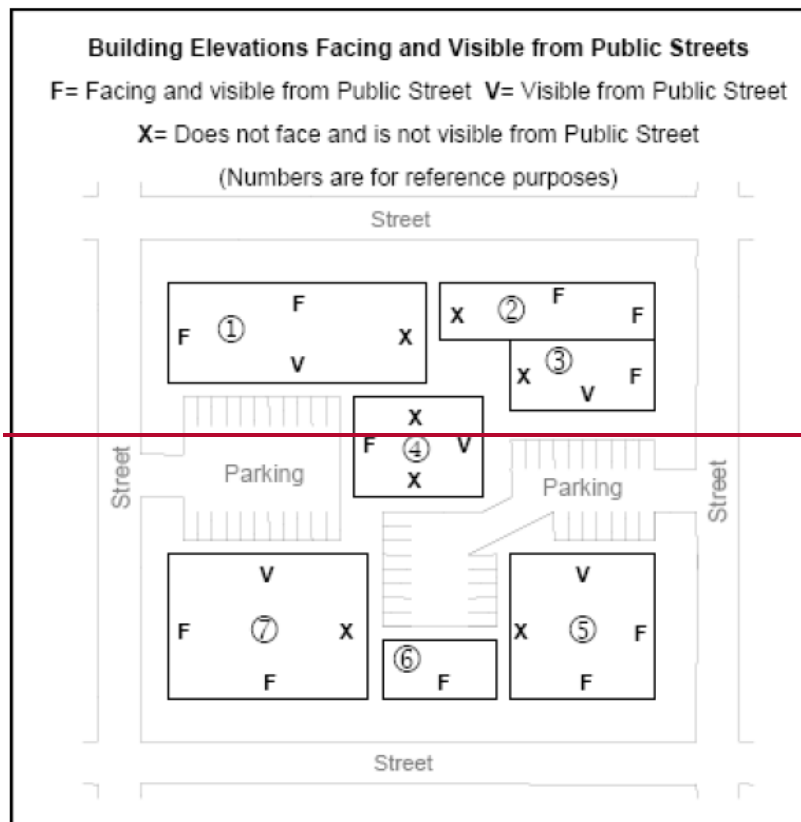 Building Elevations Facing and Visible from Public Streets
F= Facing and visible from Public Street V= Visible from Public Street
X= Does not face and is not visible from Public Street
(Numbers are for reference purposes)
Street
F
F ① X
V
F
X ② F
③
X F
V
X
F ④ V
X
Street
Parking
Parking
Street
V
F ⑦ X
F
⑥
F
V
X ⑤ F
F
Street